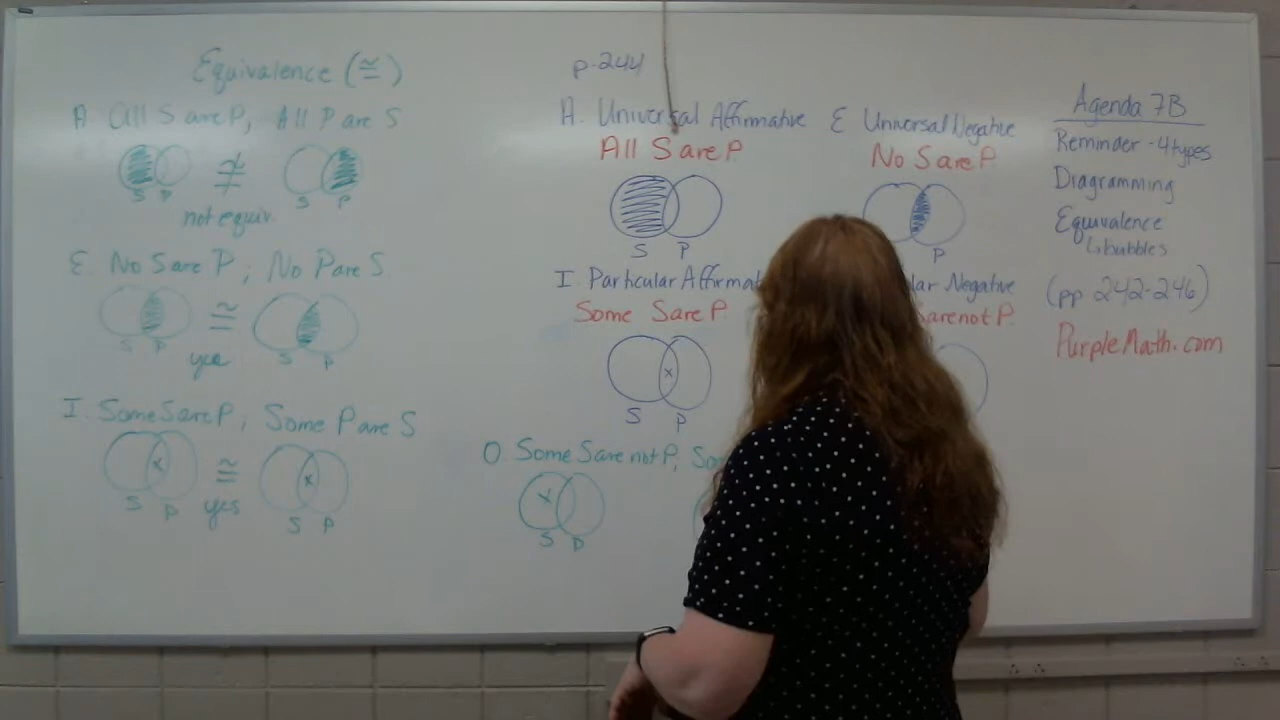 Equivalence (≅)
A. All S are P, All P are S
S P ≇ S P
not equiv.
E. No S are P, No P are S
S P ≅ S P
yes
I. Some S are P, Some P are S
S P ≅ S P
yes
p. 244
A. Universal Affirmative
All S are P
S P
E Universal Negative
No S are P
P
I Particular Affirmat
Some S are P
x
S P
lar Negative
are not P.
O. Some S are not P, So
x
S P
Agenda 7B
Reminder - 4 types
Diagramming
Equivalence
↳ bubbles
(pp 242-246)
PurpleMath.com